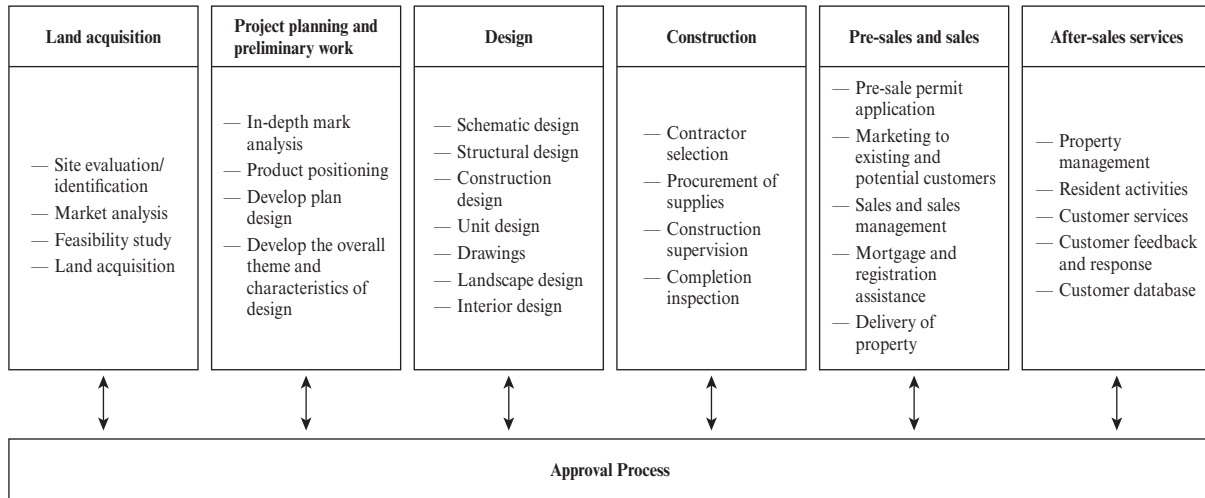 Land acquisition
— Site evaluation/
identification
— Market analysis
— Feasibility study
— Land acquisition
Project planning and
preliminary work
— In-depth mark
analysis
— Product positioning
— Develop plan
design
— Develop the overall
theme and
characteristics of
design
Design
— Schematic design
— Structural design
— Construction
design
— Unit design
— Drawings
— Landscape design
— Interior design
Construction
— Contractor
selection
— Procurement of
supplies
— Construction
supervision
— Completion
inspection
Pre-sales and sales
— Pre-sale permit
application
— Marketing to
existing and
potential customers
— Sales and sales
management
— Mortgage and
registration
assistance
— Delivery of
property
After-sales services
— Property
management
— Resident activities
— Customer services
— Customer feedback
and response
— Customer database
Approval Process